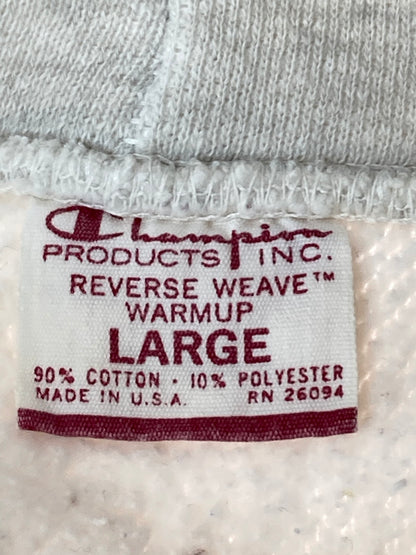 Champion
PRODUCTS INC.
REVERSE WEAVE™
WARMUP
LARGE
90% COTTON · 10% POLYESTER
MADE IN U.S.A. RN 26094